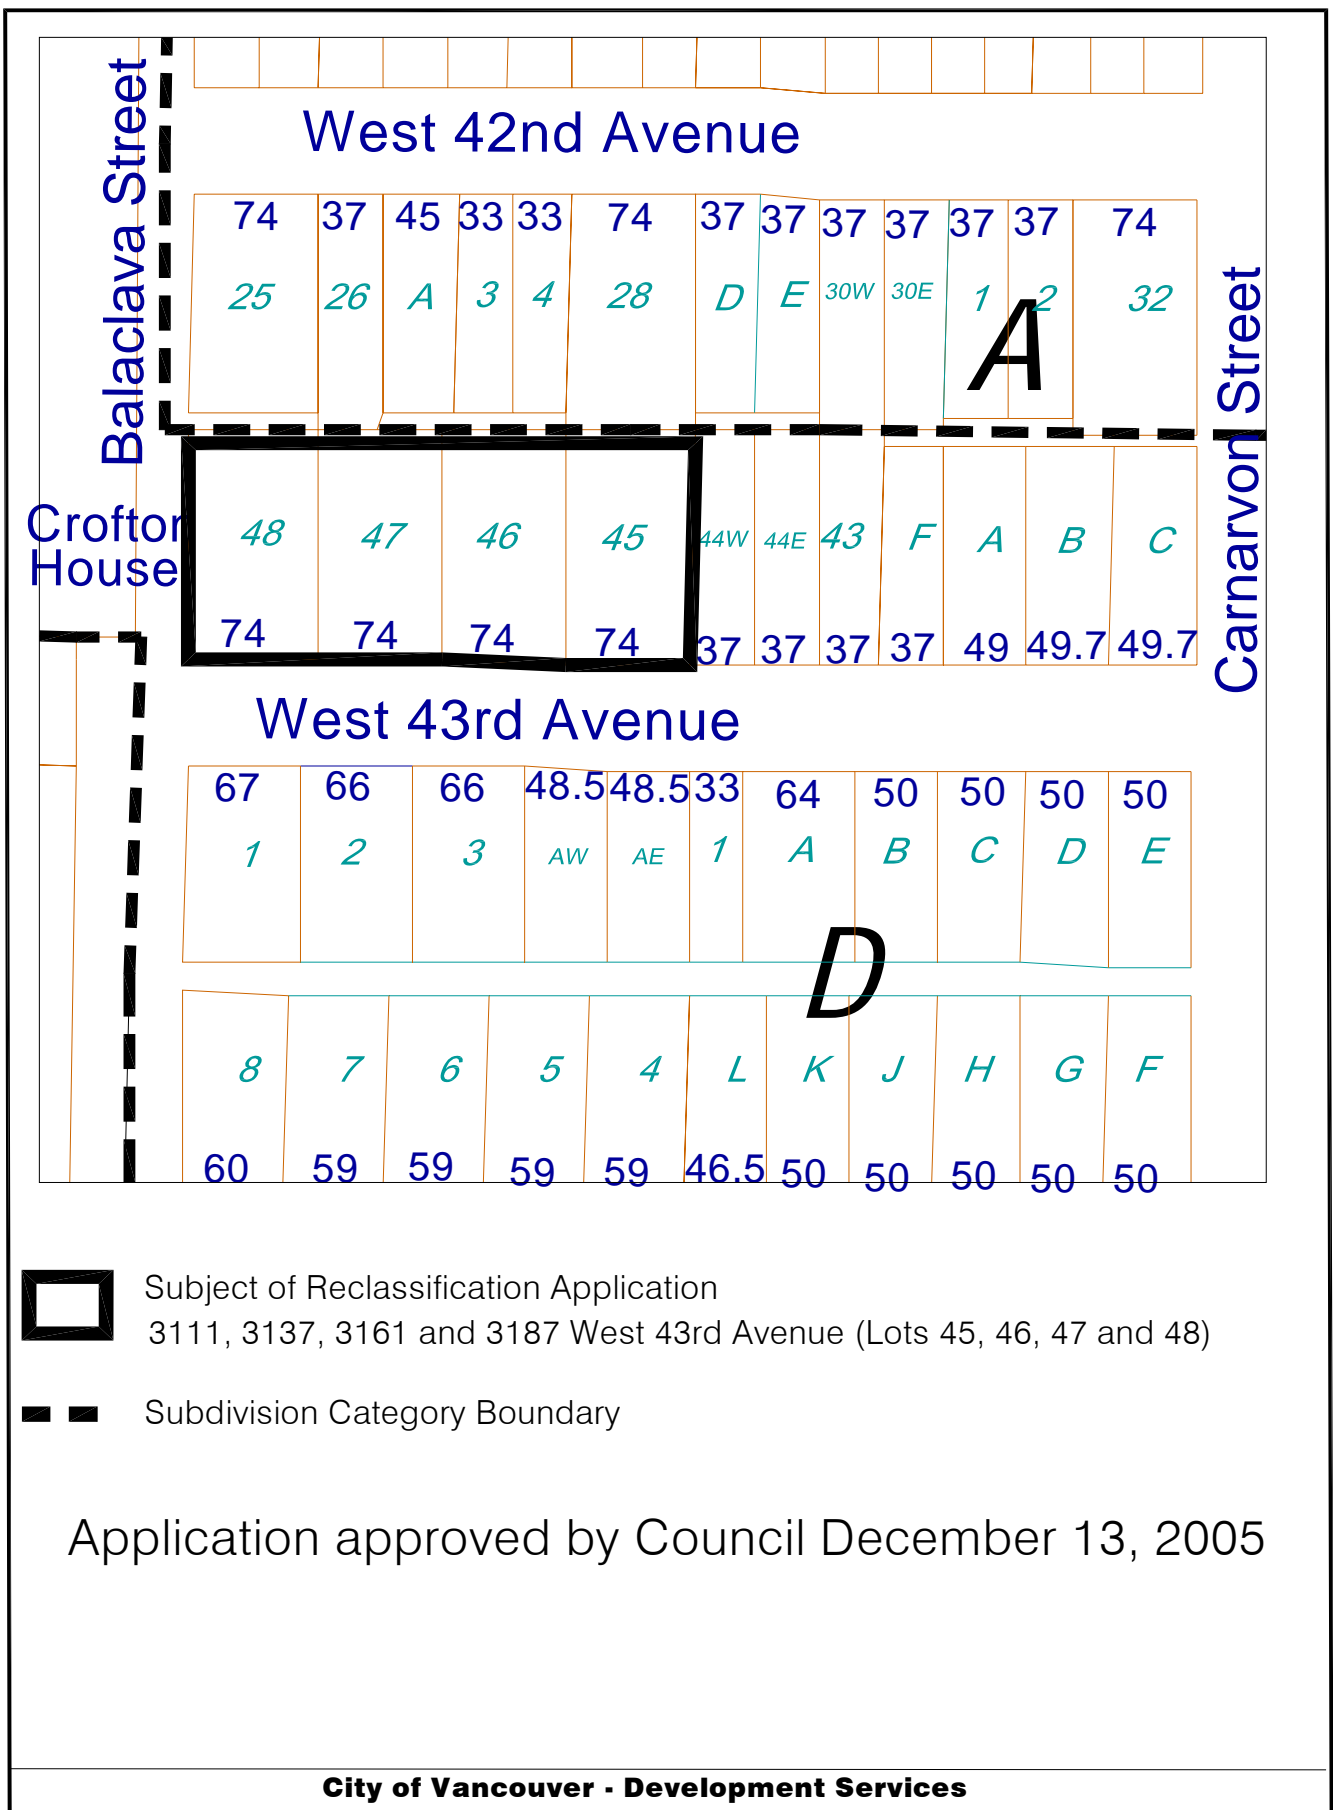 Balaclava Street
West 42nd Avenue
74 37 45 33 33 74 37 37 37 37 37 37 74
25 26 A 3 4 28 D E 30W 30E 1 2 32
A
Carnarvon Street
Crofton
House
48 47 46 45 44W 44E 43 F A B C
74 74 74 74 37 37 37 37 49 49.7 49.7
West 43rd Avenue
67 66 66 48.5 48.5 33 64 50 50 50 50
1 2 3 AW AE 1 A B C D E
D
8 7 6 5 4 L K J H G F
60 59 59 59 59 46.5 50 50 50 50 50
Subject of Reclassification Application
3111, 3137, 3161 and 3187 West 43rd Avenue (Lots 45, 46, 47 and 48)
Subdivision Category Boundary
Application approved by Council December 13, 2005
City of Vancouver - Development Services